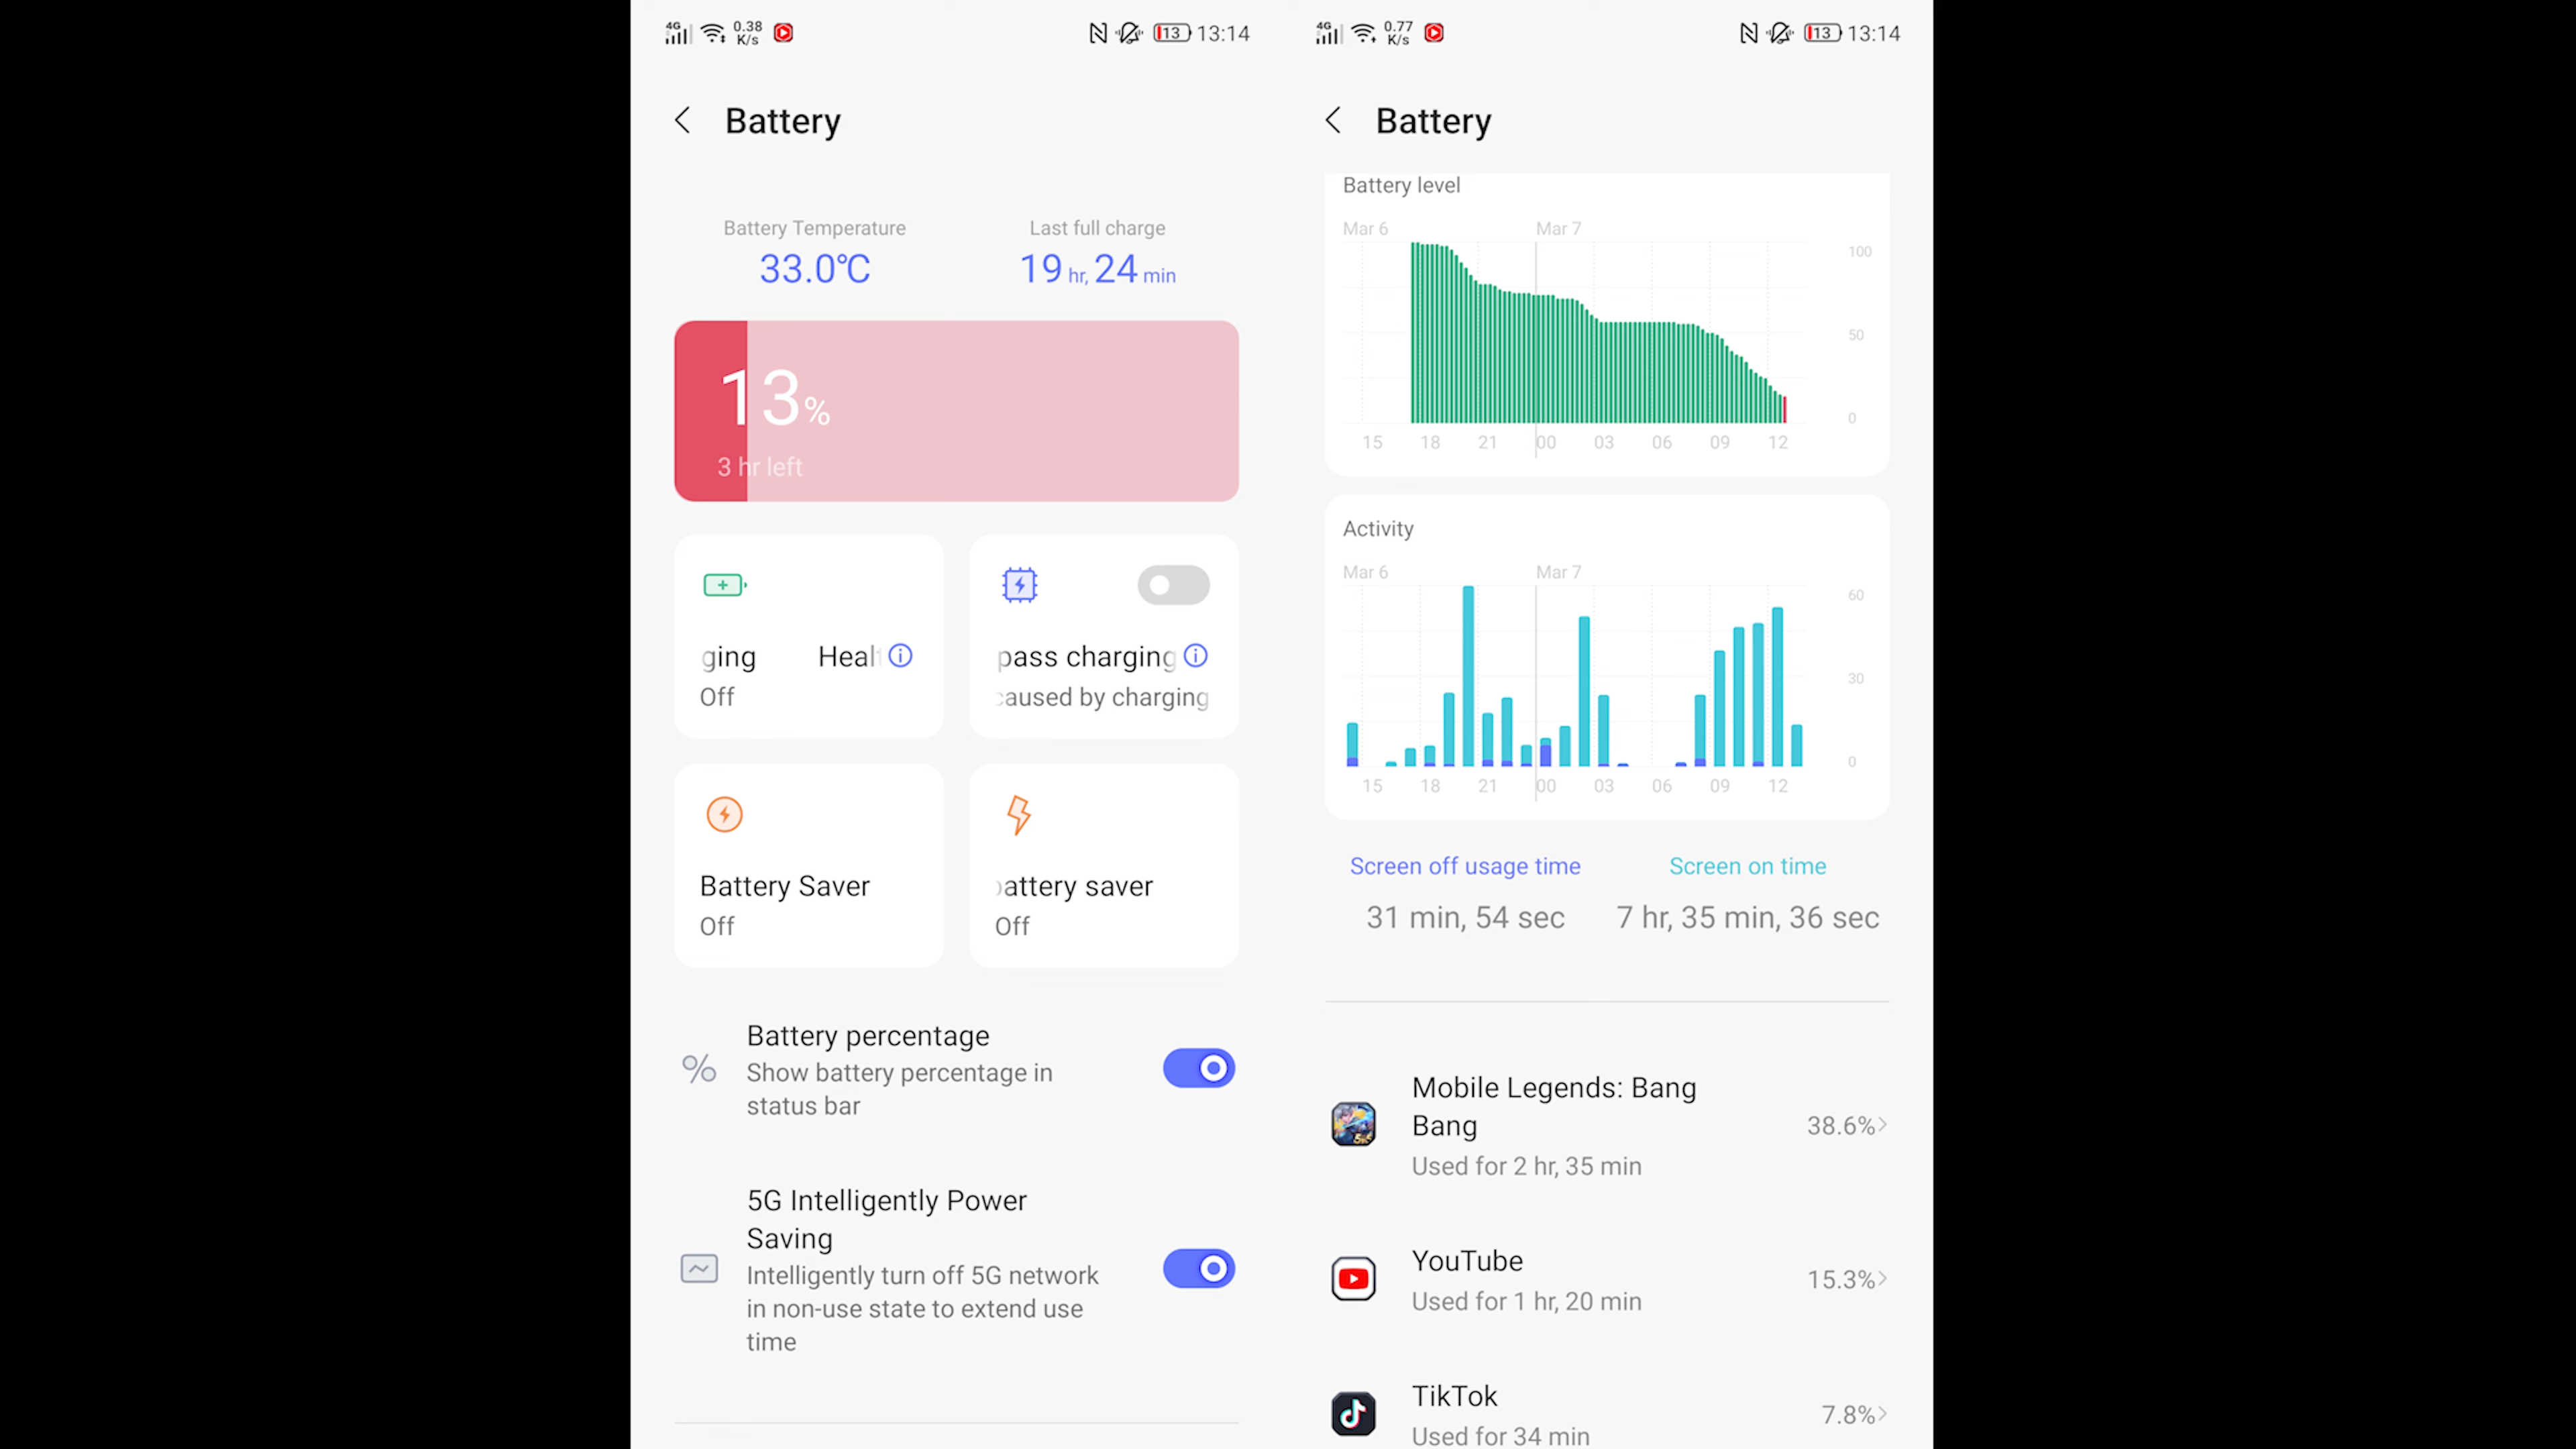 4G 0.38 K/s 13 13:14
Battery
Battery Temperature
33.0℃
Last full charge
19 hr, 24 min
13%
3 hr left
ging Heal
Off
pass charging
caused by charging
Battery Saver
Off
battery saver
Off
Battery percentage
Show battery percentage in
status bar
5G Intelligently Power
Saving
Intelligently turn off 5G network
in non-use state to extend use
time
4G 0.77 K/s 13 13:14
Battery
Battery level
Mar 6 Mar 7
100
50
0
15 18 21 00 03 06 09 12
Activity
Mar 6 Mar 7
60
30
0
15 18 21 00 03 06 09 12
Screen off usage time
31 min, 54 sec
Screen on time
7 hr, 35 min, 36 sec
Mobile Legends: Bang
Bang
Used for 2 hr, 35 min
38.6%
YouTube
Used for 1 hr, 20 min
15.3%
TikTok
Used for 34 min
7.8%